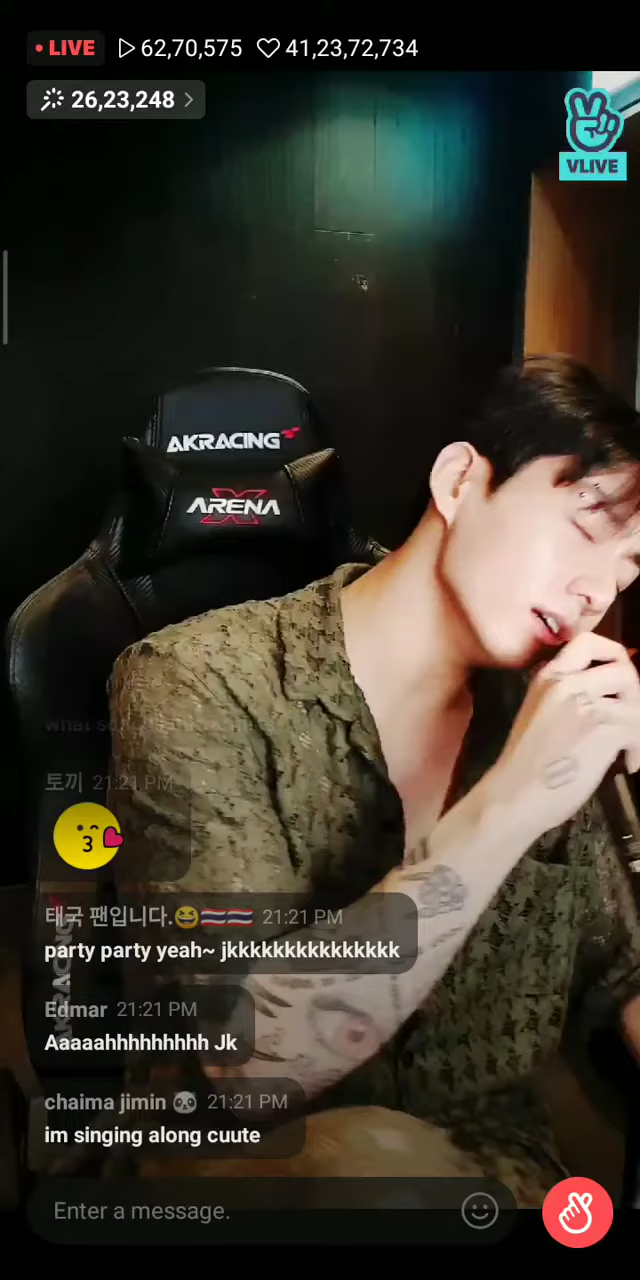 LIVE 62,70,575 41,23,72,734
26,23,248
VLIVE
AKRACING
ARENA
토끼 21:21 PM
태국 팬입니다.😆🇹🇭🇹🇭 21:21 PM
party party yeah~ jkkkkkkkkkkkkkkk
Edmar 21:21 PM
Aaaaahhhhhhhhh Jk
chaima jimin 🐼 21:21 PM
im singing along cuute
Enter a message.